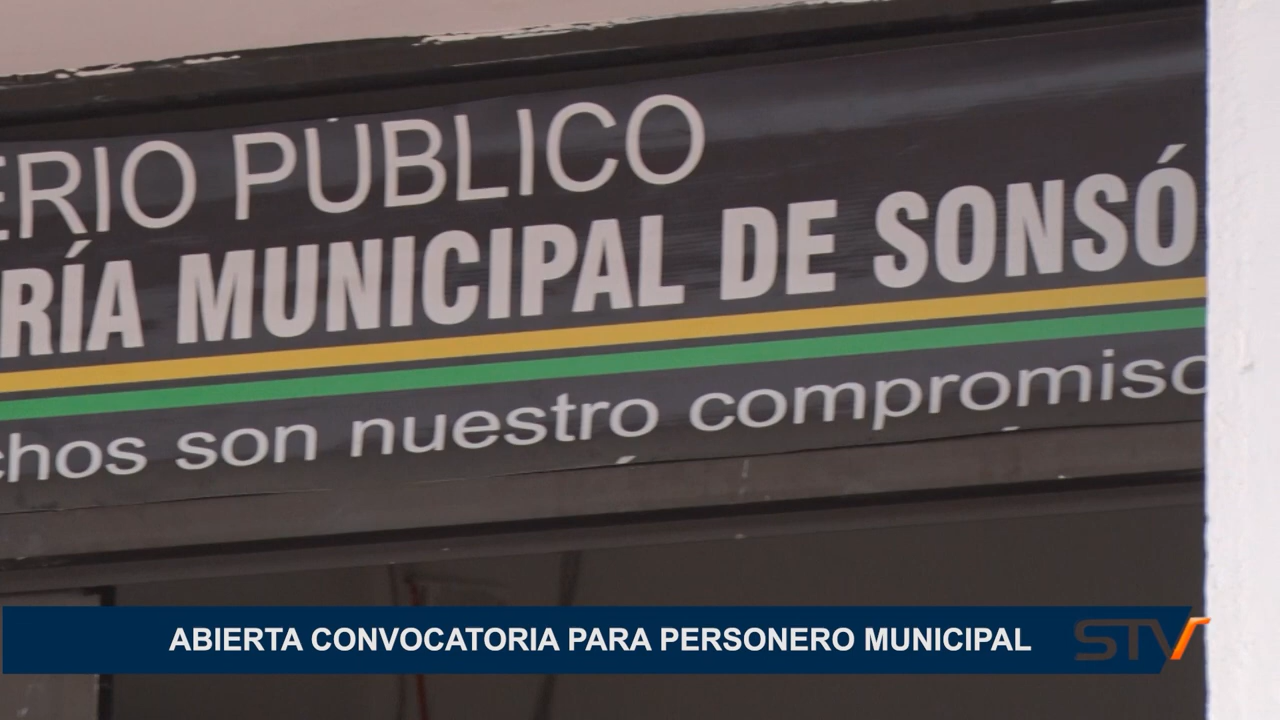 ERIO PÚBLICO
RÍA MUNICIPAL DE SONSÓ
chos son nuestro compromiso
ABIERTA CONVOCATORIA PARA PERSONERO MUNICIPAL
STV